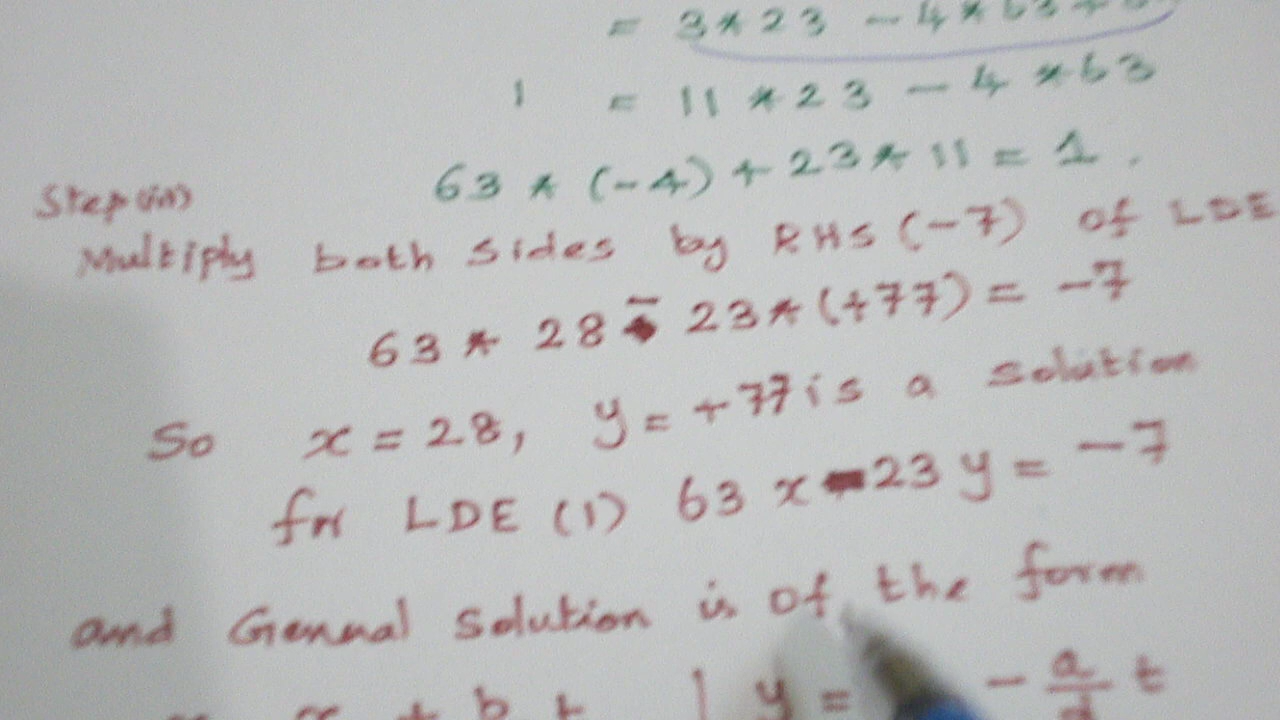 = 3*23 - 4*63 +
1 = 11 * 23 - 4 * 63
63 * (-4) + 23 * 11 = 1.
Step (iii)
Multiply both sides by RHS (-7) of LDE
63 * 28 - 23 * (+77) = -7
So x = 28, y = +77 is a solution
for LDE (1) 63 x - 23 y = -7
and General solution is of the form
x + b t | y = - a/d t